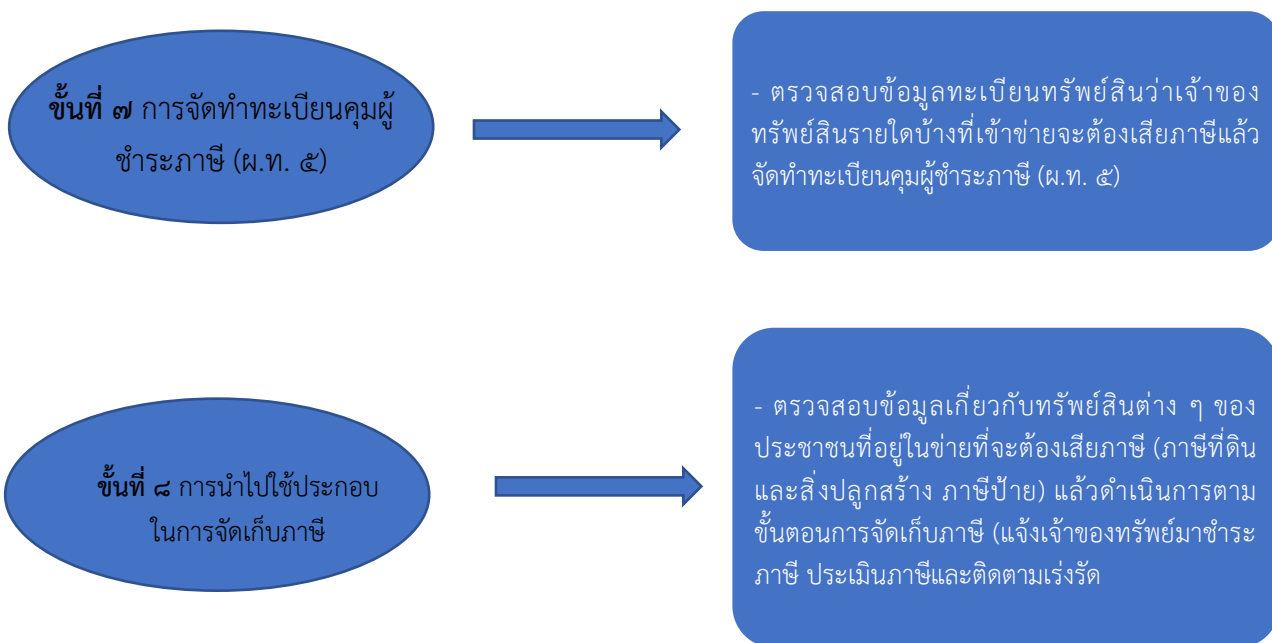 ขั้นที่ ๗ การจัดทำทะเบียนคุมผู้
ชำระภาษี (ผ.ท. ๕)
- ตรวจสอบข้อมูลทะเบียนทรัพย์สินว่าเจ้าของ
ทรัพย์สินรายใดบ้างที่เข้าข่ายจะต้องเสียภาษีแล้ว
จัดทำทะเบียนคุมผู้ชำระภาษี (ผ.ท. ๕)
ขั้นที่ ๘ การนำไปใช้ประกอบ
ในการจัดเก็บภาษี
- ตรวจสอบข้อมูลเกี่ยวกับทรัพย์สินต่าง ๆ ของ
ประชาชนที่อยู่ในข่ายที่จะต้องเสียภาษี (ภาษีที่ดิน
และสิ่งปลูกสร้าง ภาษีป้าย) แล้วดำเนินการตาม
ขั้นตอนการจัดเก็บภาษี (แจ้งเจ้าของทรัพย์มาชำระ
ภาษี ประเมินภาษีและติดตามเร่งรัด